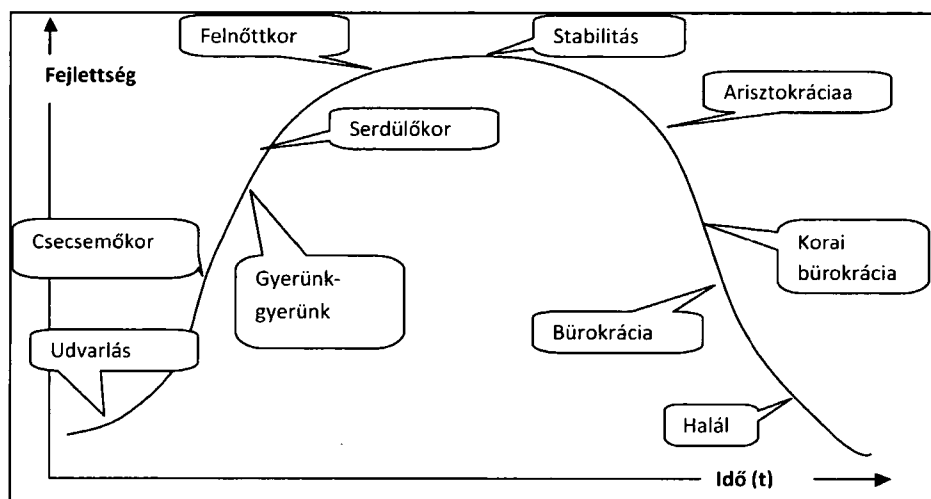 Felnőttkor
Stabilitás
Fejlettség
Arisztokráciaa
Serdülőkor
Csecsemőkor
Gyerünk-
gyerünk
Korai
bürokrácia
Bürokrácia
Udvarlás
Halál
Idő (t)